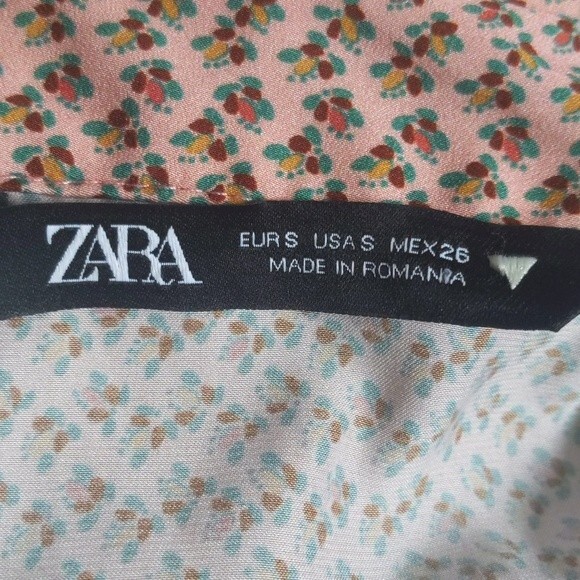 ZARA
EUR S USA S MEX 26
MADE IN ROMANIA